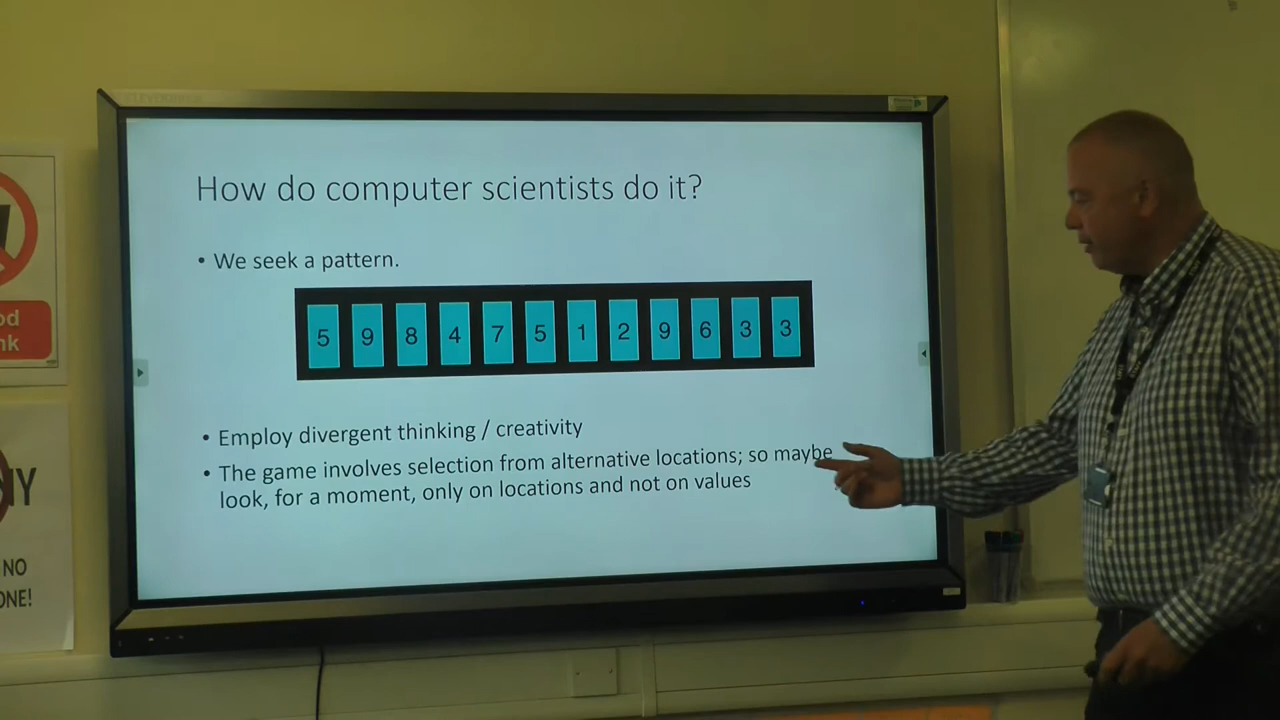 How do computer scientists do it?
• We seek a pattern.
5 9 8 4 7 5 1 2 9 6 3 3
• Employ divergent thinking / creativity
• The game involves selection from alternative locations; so maybe
look, for a moment, only on locations and not on values
od
nk
NY
NO
ONE!